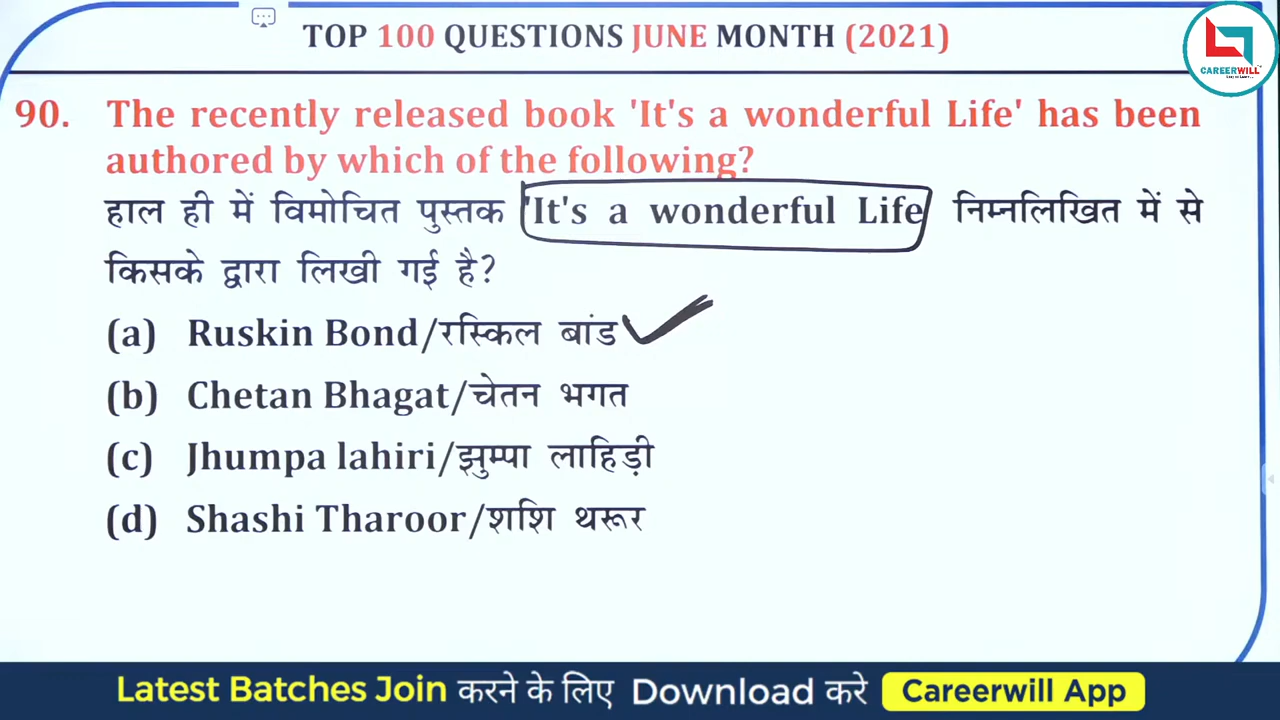 TOP 100 QUESTIONS JUNE MONTH (2021)
CAREERWILL
90. The recently released book 'It's a wonderful Life' has been
authored by which of the following?
हाल ही में विमोचित पुस्तक 'It's a wonderful Life निम्नलिखित में से
किसके द्वारा लिखी गई है?
(a) Ruskin Bond/रस्किल बांड
(b) Chetan Bhagat/चेतन भगत
(c) Jhumpa lahiri/झुम्पा लाहिड़ी
(d) Shashi Tharoor/शशि थरूर
Latest Batches Join करने के लिए Download करे Careerwill App